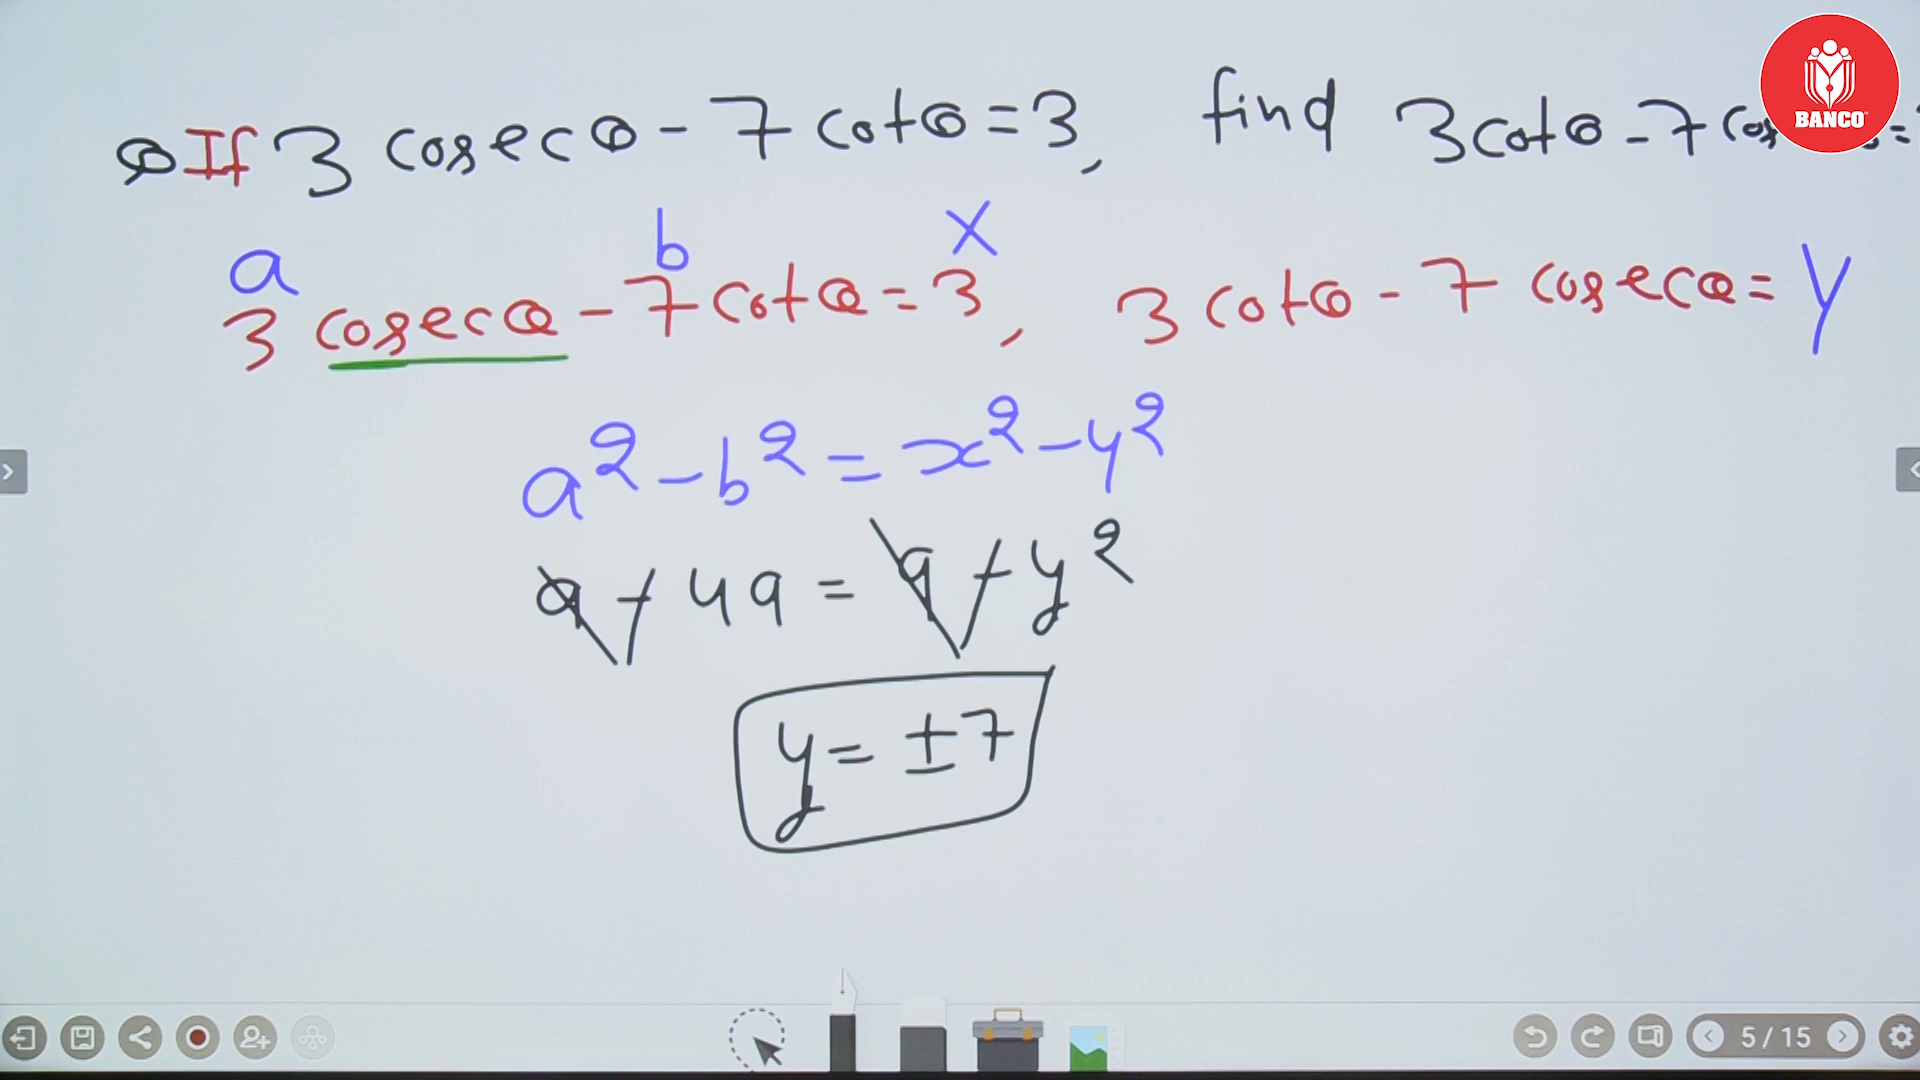 Q If 3 cosecθ - 7 cotθ = 3, find 3cotθ - 7 =
BANCO
a b x
3 cosecθ - 7 cotθ = 3, 3 cotθ - 7 cosecθ = y
a² - b² = x² - y²
9 + 49 = 9 + y²
y = ±7
5 / 15